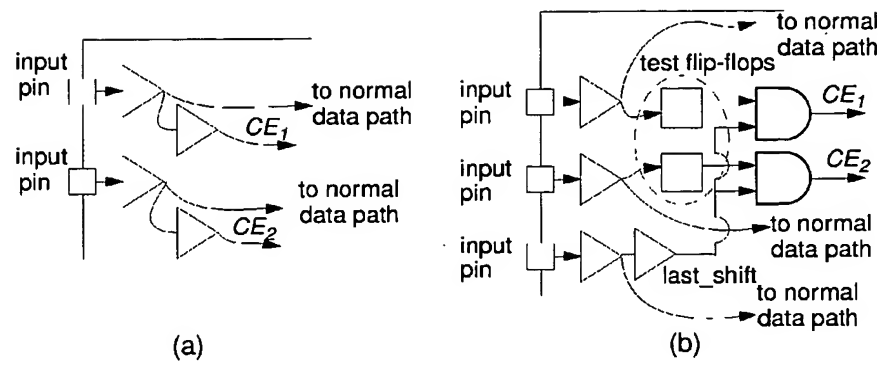 input
pin
to normal
data path
CE1
input
pin
to normal
data path
CE2
(a)
to normal
data path
test flip-flops
input
pin
CE1
input
pin
CE2
to normal
data path
input
pin
last_shift
to normal
data path
(b)